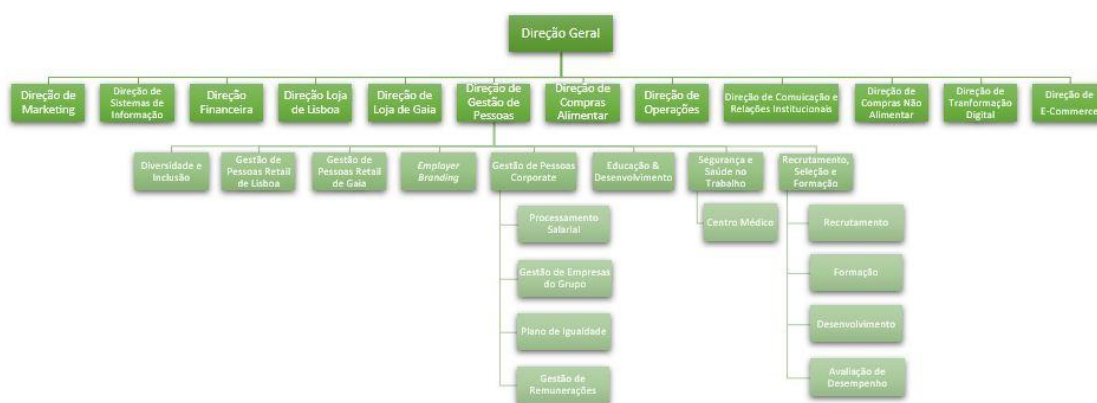 Direção Geral
Direção de
Marketing
Direção de
Sistemas de
Informação
Direção
Financeira
Direção Loja
de Lisboa
Direção de
Loja de Gaia
Direção de
Gestão de
Pessoas
Direção de
Compras
Alimentar
Direção de
Operações
Direção de Comuicação e
Relações Institucionais
Direção de
Compras Não
Alimentar
Direção de
Tranformação
Digital
Direção de
E-Commerce
Diversidade e
Inclusão
Gestão de
Pessoas Retail
de Lisboa
Gestão de
Pessoas Retail
de Gaia
Employer
Branding
Gestão de Pessoas
Corporate
Educação &
Desenvolvimento
Segurança e
Saúde no
Trabalho
Recrutamento,
Seleção e
Formação
Processamento
Salarial
Gestão de Empresas
do Grupo
Plano de Igualdade
Gestão de
Remunerações
Centro Médico
Recrutamento
Formação
Desenvolvimento
Avaliação de
Desempenho